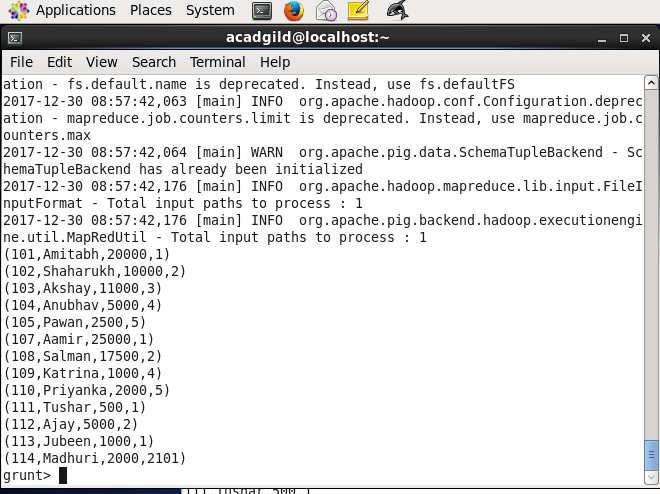 Applications Places System
acadgild@localhost:~
File Edit View Search Terminal Help
ation - fs.default.name is deprecated. Instead, use fs.defaultFS
2017-12-30 08:57:42,063 [main] INFO  org.apache.hadoop.conf.Configuration.deprec
ation - mapreduce.job.counters.limit is deprecated. Instead, use mapreduce.job.c
ounters.max
2017-12-30 08:57:42,064 [main] WARN  org.apache.pig.data.SchemaTupleBackend - Sc
hemaTupleBackend has already been initialized
2017-12-30 08:57:42,176 [main] INFO  org.apache.hadoop.mapreduce.lib.input.FileI
nputFormat - Total input paths to process : 1
2017-12-30 08:57:42,176 [main] INFO  org.apache.pig.backend.hadoop.executionengi
ne.util.MapRedUtil - Total input paths to process : 1
(101,Amitabh,20000,1)
(102,Shaharukh,10000,2)
(103,Akshay,11000,3)
(104,Anubhav,5000,4)
(105,Pawan,2500,5)
(107,Aamir,25000,1)
(108,Salman,17500,2)
(109,Katrina,1000,4)
(110,Priyanka,2000,5)
(111,Tushar,500,1)
(112,Ajay,5000,2)
(113,Jubeen,1000,1)
(114,Madhuri,2000,2101)
grunt>